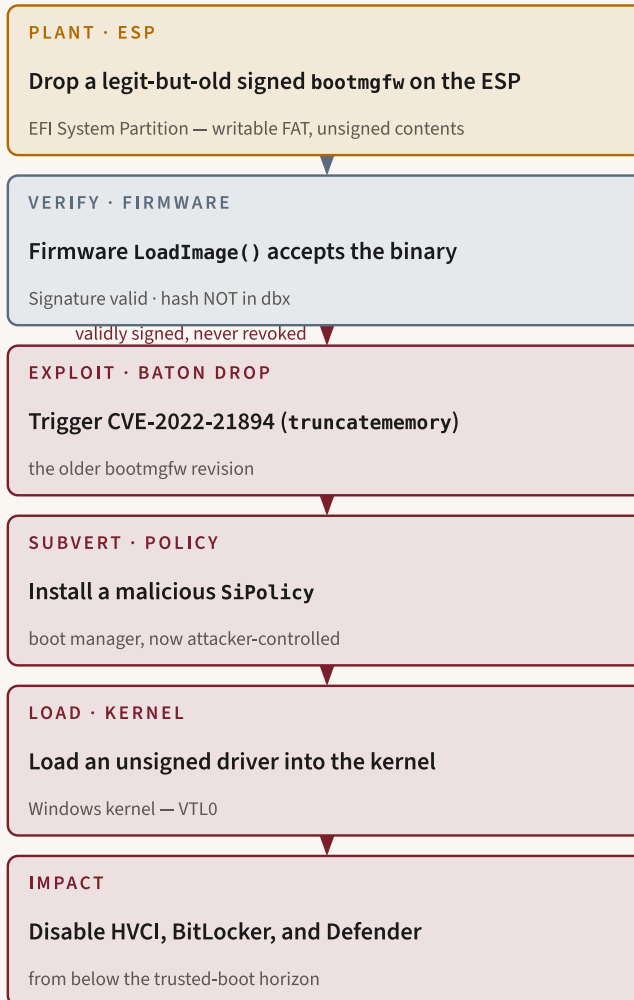 PLANT · ESP
Drop a legit-but-old signed bootmgfw on the ESP
EFI System Partition — writable FAT, unsigned contents
VERIFY · FIRMWARE
Firmware LoadImage() accepts the binary
Signature valid · hash NOT in dbx
validly signed, never revoked
EXPLOIT · BATON DROP
Trigger CVE-2022-21894 (truncatememory)
the older bootmgfw revision
SUBVERT · POLICY
Install a malicious SiPolicy
boot manager, now attacker-controlled
LOAD · KERNEL
Load an unsigned driver into the kernel
Windows kernel — VTL0
IMPACT
Disable HVCI, BitLocker, and Defender
from below the trusted-boot horizon